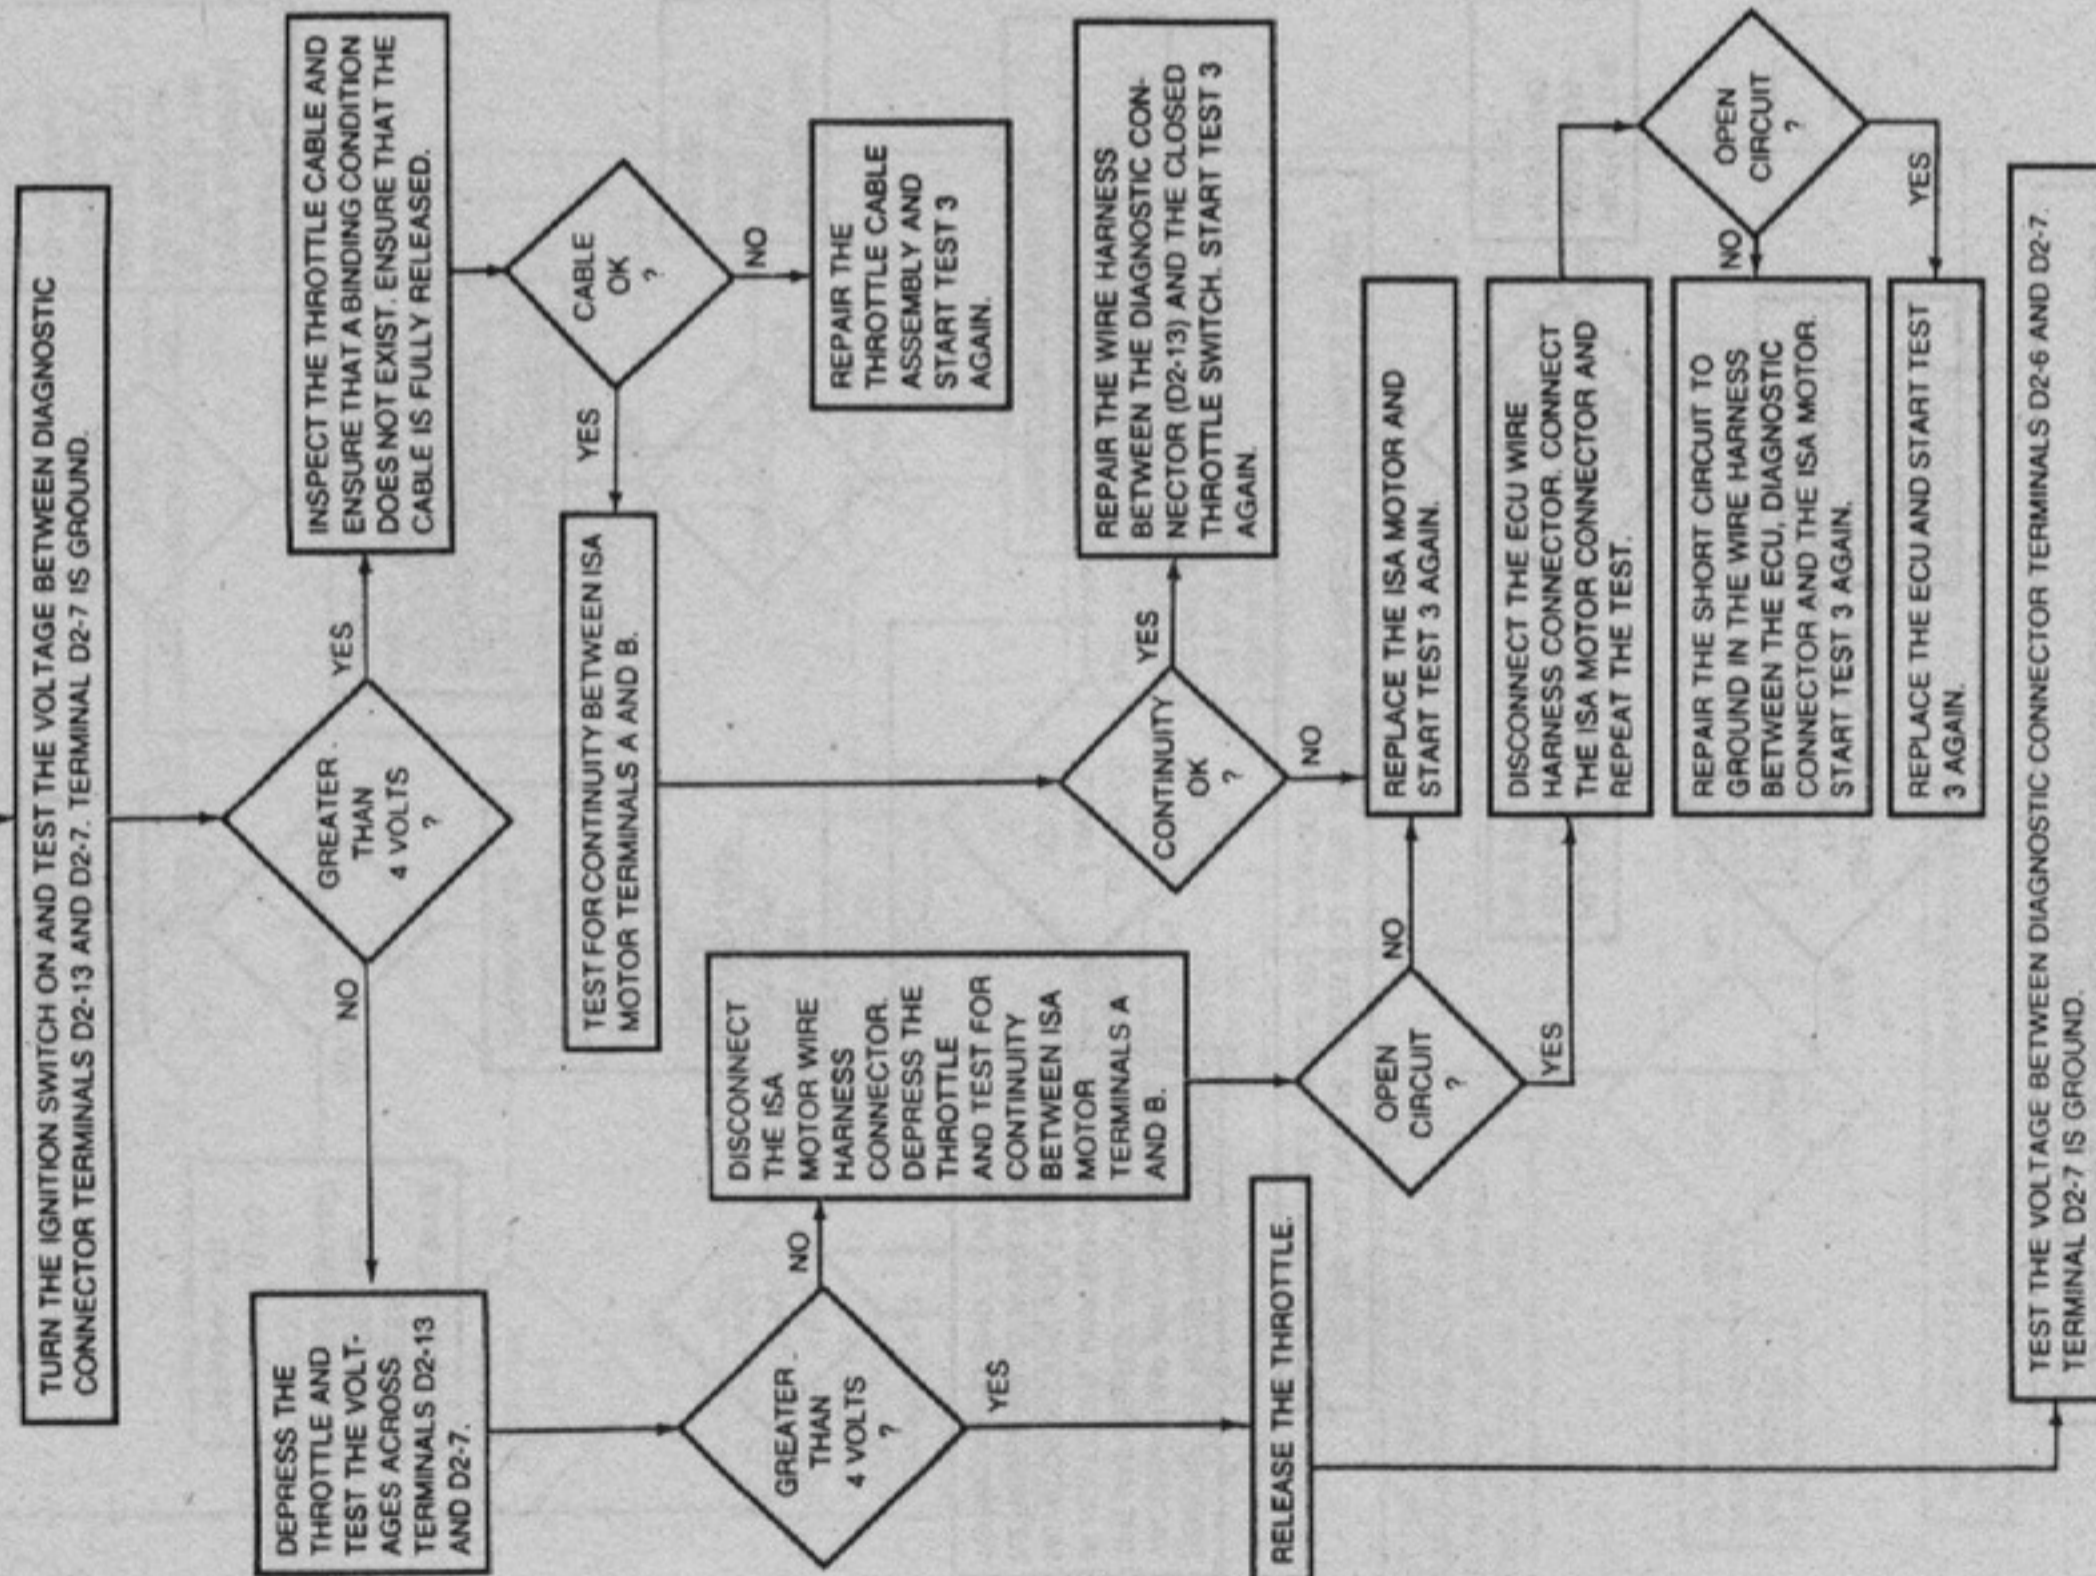 TURN THE IGNITION SWITCH ON AND TEST THE VOLTAGE BETWEEN DIAGNOSTIC
CONNECTOR TERMINALS D2-13 AND D2-7. TERMINAL D2-7 IS GROUND.
GREATER
THAN
4 VOLTS
?
NO
YES
DEPRESS THE
THROTTLE AND
TEST THE VOLT-
AGES ACROSS
TERMINALS D2-13
AND D2-7.
INSPECT THE THROTTLE CABLE AND
ENSURE THAT A BINDING CONDITION
DOES NOT EXIST. ENSURE THAT THE
CABLE IS FULLY RELEASED.
CABLE
OK
?
YES
NO
TEST FOR CONTINUITY BETWEEN ISA
MOTOR TERMINALS A AND B.
REPAIR THE
THROTTLE CABLE
ASSEMBLY AND
START TEST 3
AGAIN.
GREATER
THAN
4 VOLTS
?
NO
YES
DISCONNECT
THE ISA
MOTOR WIRE
HARNESS
CONNECTOR.
DEPRESS THE
THROTTLE
AND TEST FOR
CONTINUITY
BETWEEN ISA
MOTOR
TERMINALS A
AND B.
CONTINUITY
OK
?
YES
NO
REPAIR THE WIRE HARNESS
BETWEEN THE DIAGNOSTIC CON-
NECTOR (D2-13) AND THE CLOSED
THROTTLE SWITCH. START TEST 3
AGAIN.
RELEASE THE THROTTLE.
OPEN
CIRCUIT
?
NO
YES
REPLACE THE ISA MOTOR AND
START TEST 3 AGAIN.
DISCONNECT THE ECU WIRE
HARNESS CONNECTOR. CONNECT
THE ISA MOTOR CONNECTOR AND
REPEAT THE TEST.
OPEN
CIRCUIT
?
NO
YES
REPAIR THE SHORT CIRCUIT TO
GROUND IN THE WIRE HARNESS
BETWEEN THE ECU, DIAGNOSTIC
CONNECTOR AND THE ISA MOTOR.
START TEST 3 AGAIN.
REPLACE THE ECU AND START TEST
3 AGAIN.
TEST THE VOLTAGE BETWEEN DIAGNOSTIC CONNECTOR TERMINALS D2-6 AND D2-7.
TERMINAL D2-7 IS GROUND.